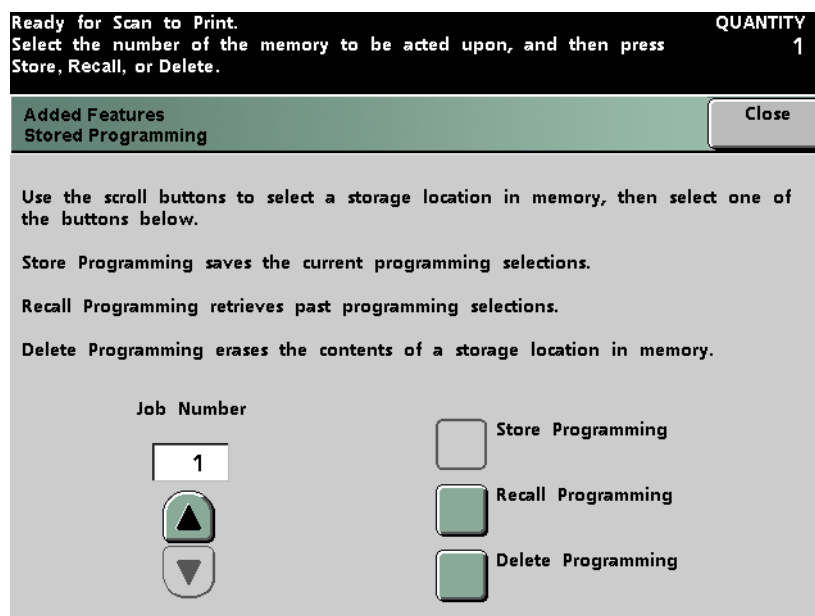 Ready for Scan to Print.
QUANTITY
Select the number of the memory to be acted upon, and then press
1
Store, Recall, or Delete.
Added Features
Close
Stored Programming
Use the scroll buttons to select a storage location in memory, then select one of
the buttons below.
Store Programming saves the current programming selections.
Recall Programming retrieves past programming selections.
Delete Programming erases the contents of a storage location in memory.
Job Number
1
Store Programming
Recall Programming
Delete Programming